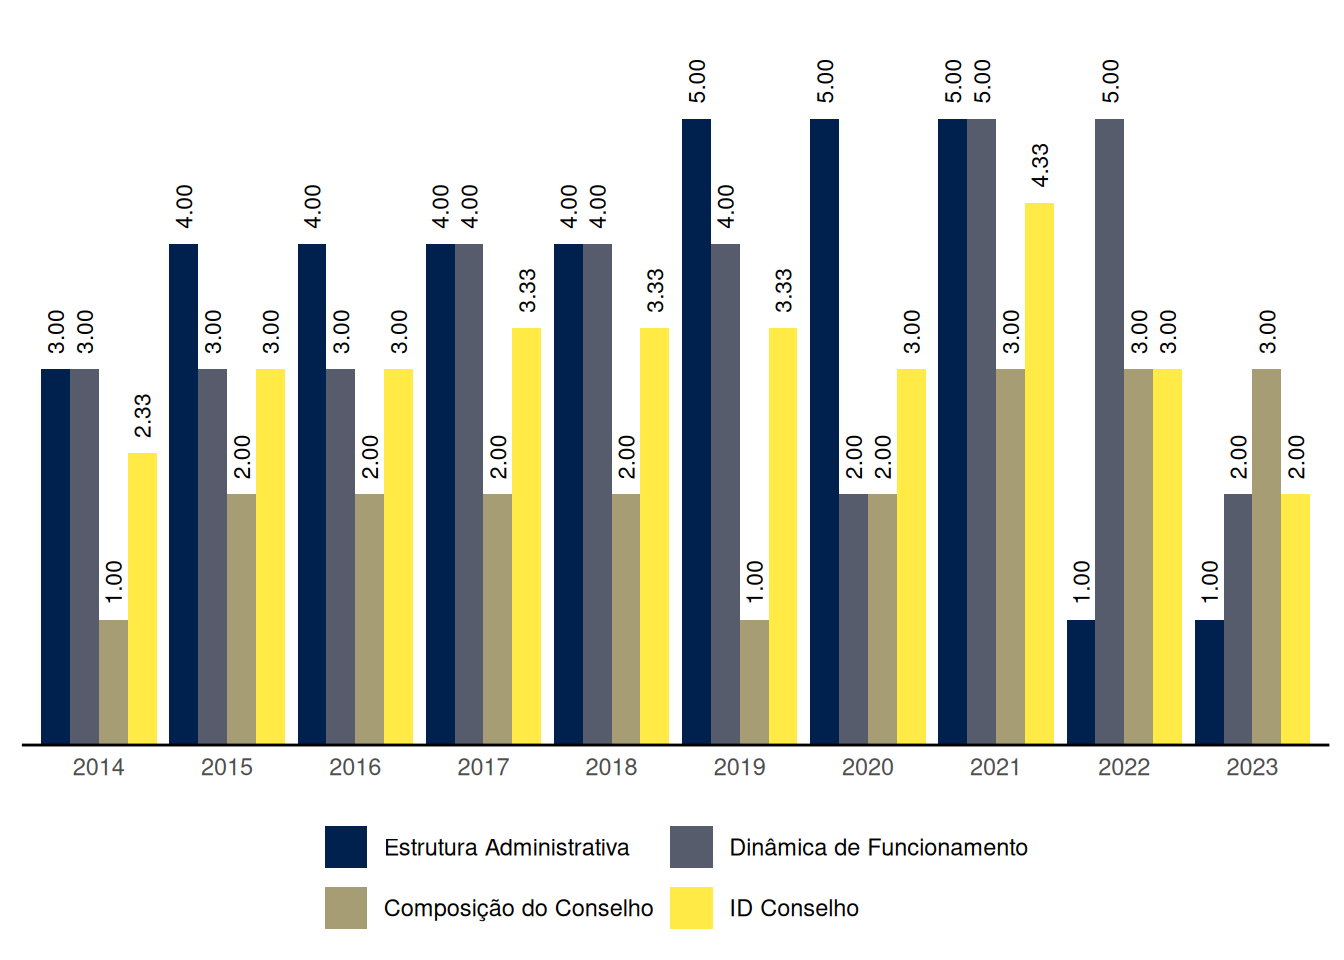 3.00 3.00 1.00 2.33
4.00 3.00 2.00 3.00
4.00 3.00 2.00 3.00
4.00 4.00 2.00 3.33
4.00 4.00 2.00 3.33
5.00 4.00 1.00 3.33
5.00 2.00 2.00 3.00
5.00 5.00 3.00 4.33
1.00 5.00 3.00 3.00
1.00 2.00 3.00 2.00
2014 2015 2016 2017 2018 2019 2020 2021 2022 2023
Estrutura Administrativa Dinâmica de Funcionamento
Composição do Conselho ID Conselho